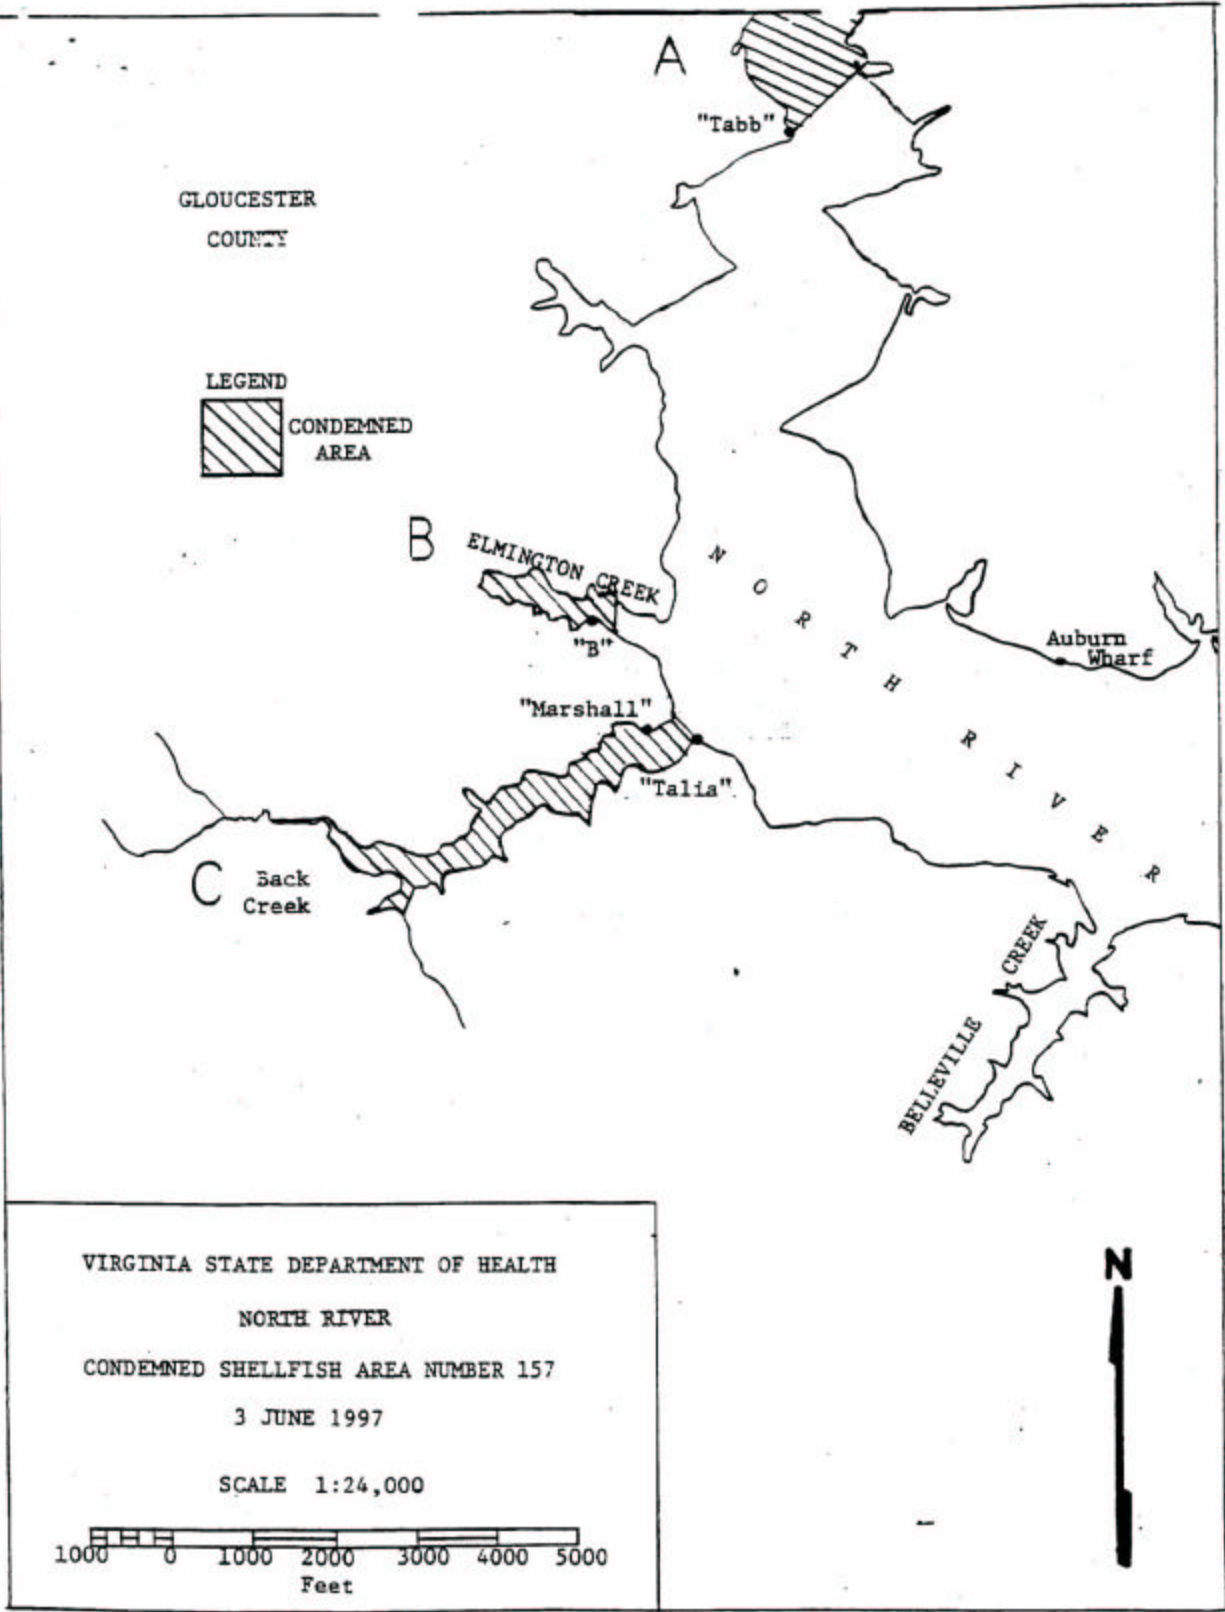 A
"Tabb"
GLOUCESTER
COUNTY
LEGEND
CONDEMNED
AREA
B
ELMINGTON CREEK
"B"
NORTH RIVER
Auburn
Wharf
"Marshall"
"Talia"
C
Back
Creek
BELLEVILLE CREEK
VIRGINIA STATE DEPARTMENT OF HEALTH
NORTH RIVER
CONDEMNED SHELLFISH AREA NUMBER 157
3 JUNE 1997
SCALE 1:24,000
1000 0 1000 2000 3000 4000 5000
Feet
N